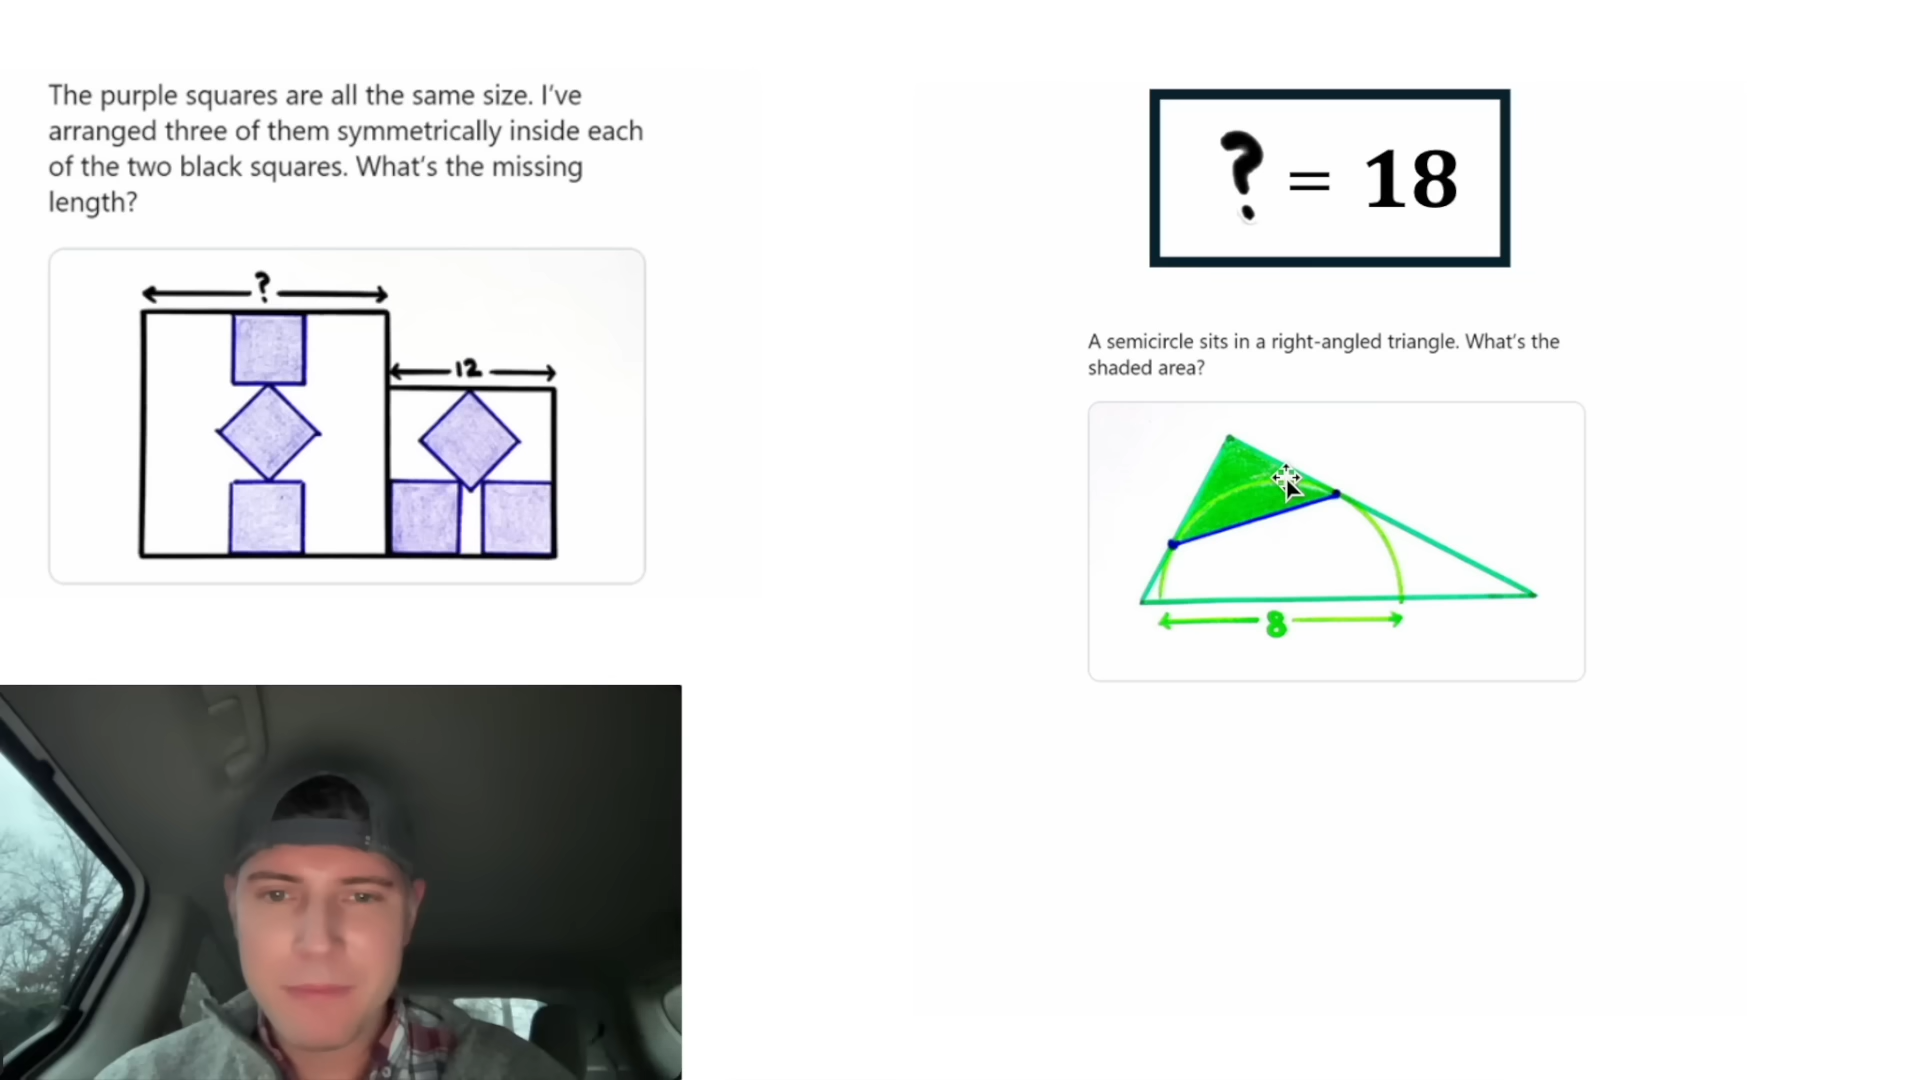 The purple squares are all the same size. I've
arranged three of them symmetrically inside each
of the two black squares. What's the missing
length?
?
12
? = 18
A semicircle sits in a right-angled triangle. What's the
shaded area?
8